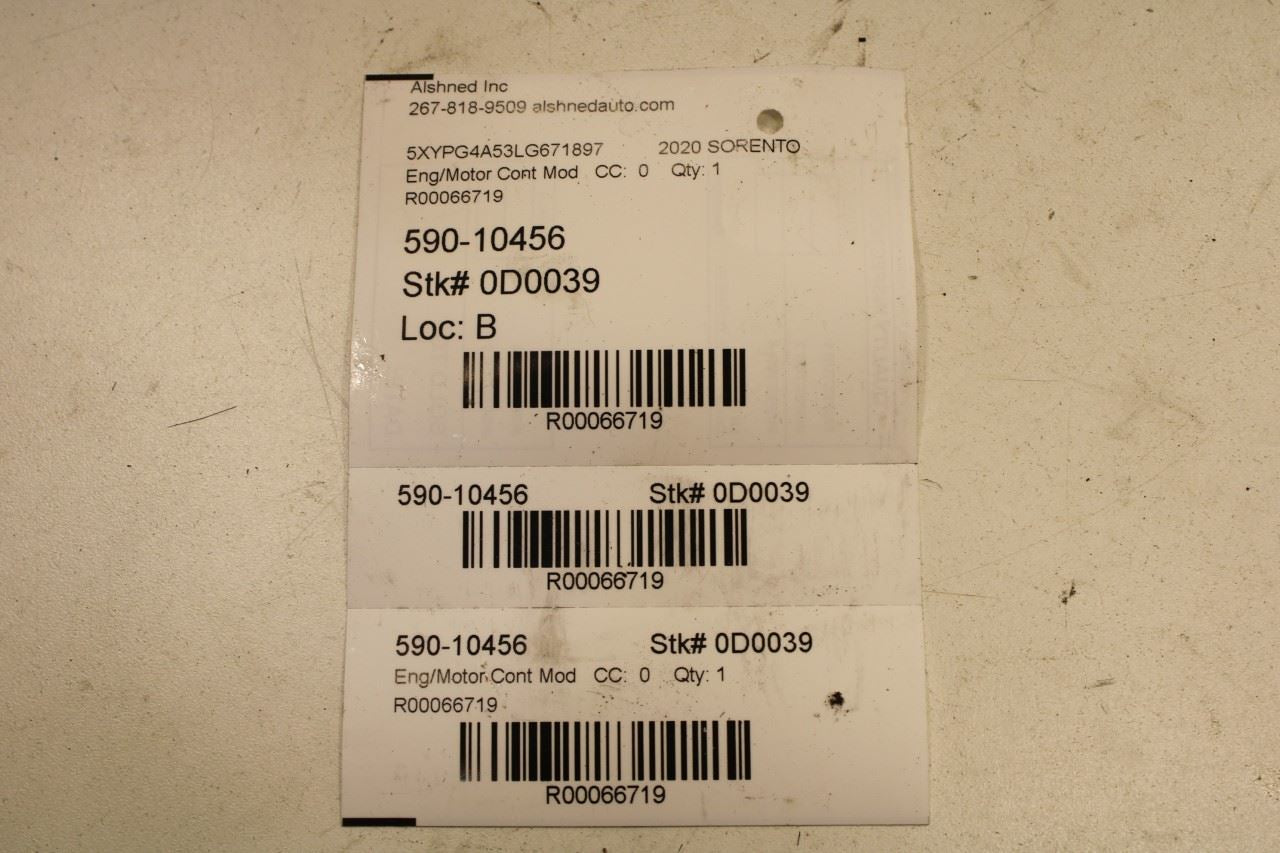 Alshned Inc
267-818-9509 alshnedauto.com
5XYPG4A53LG671897 2020 SORENTO
Eng/Motor Cont Mod CC: 0 Qty: 1
R00066719
590-10456
Stk# 0D0039
Loc: B
R00066719
590-10456 Stk# 0D0039
R00066719
590-10456 Stk# 0D0039
Eng/Motor Cont Mod CC: 0 Qty: 1
R00066719
R00066719